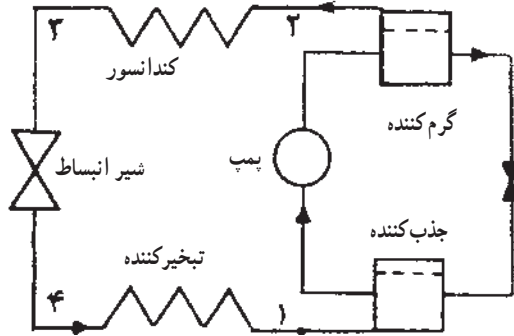 ۳
۲
کندانسور
گرم‌کننده
شیر انبساط
پمپ
جذب‌کننده
تبخیرکننده
۴
۱